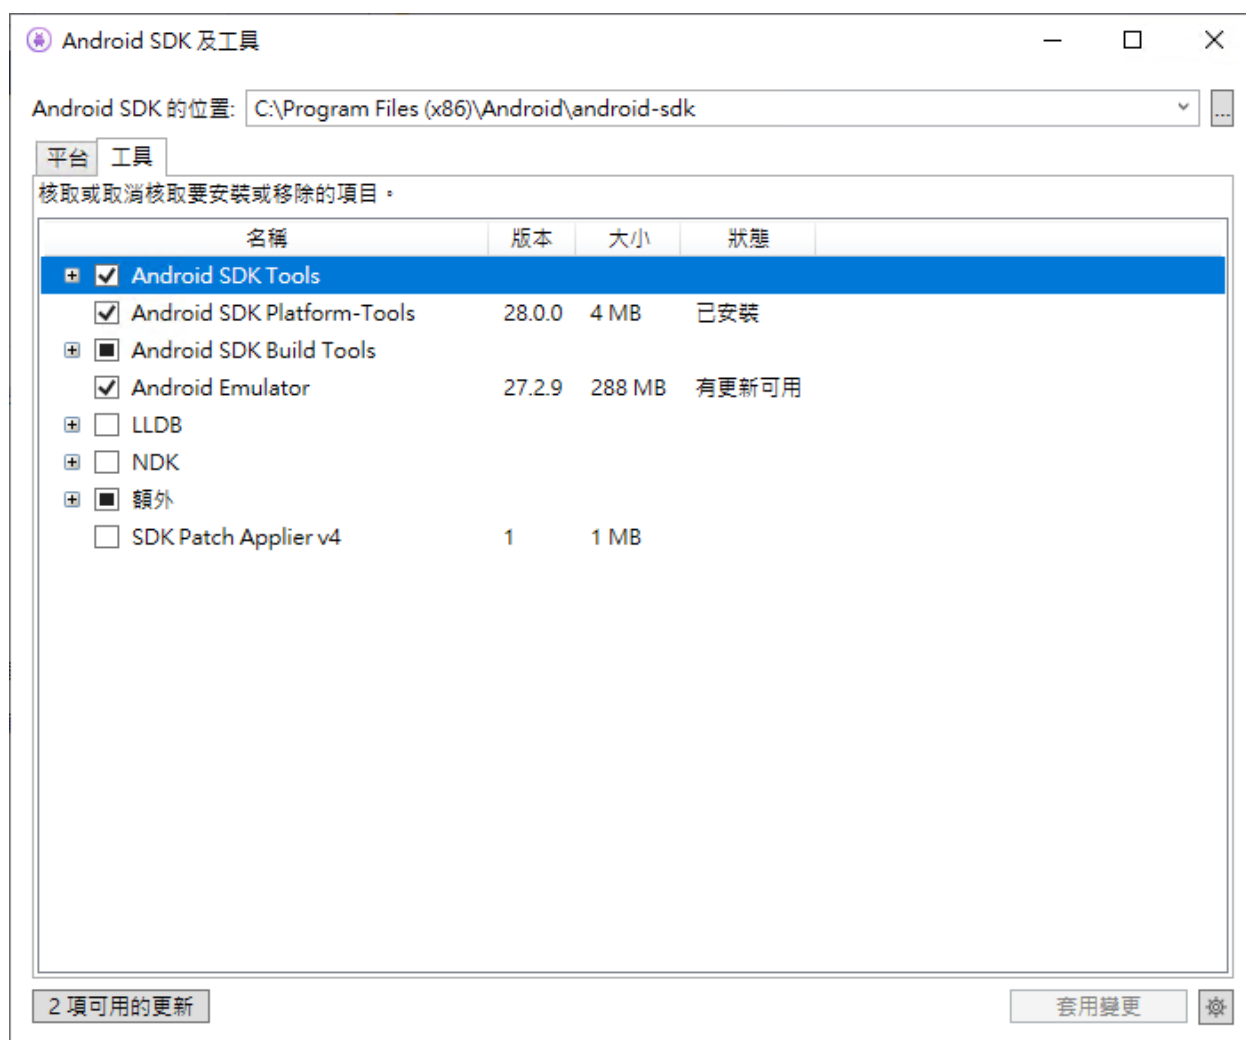 Android SDK 及工具
Android SDK 的位置: C:\Program Files (x86)\Android\android-sdk ...
平台 工具
核取或取消核取要安裝或移除的項目。
名稱 版本 大小 狀態
Android SDK Tools
Android SDK Platform-Tools 28.0.0 4 MB 已安裝
Android SDK Build Tools
Android Emulator 27.2.9 288 MB 有更新可用
LLDB
NDK
額外
SDK Patch Applier v4 1 1 MB
2 項可用的更新 套用變更